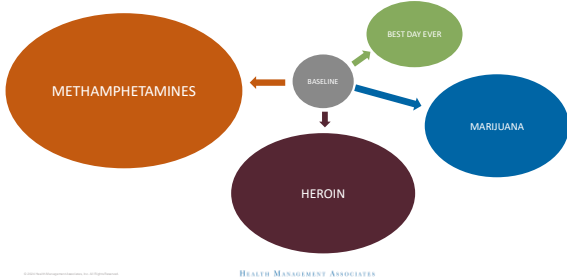 BEST DAY EVER
BASELINE
METHAMPHETAMINES
MARIJUANA
HEROIN
HEALTH MANAGEMENT ASSOCIATES